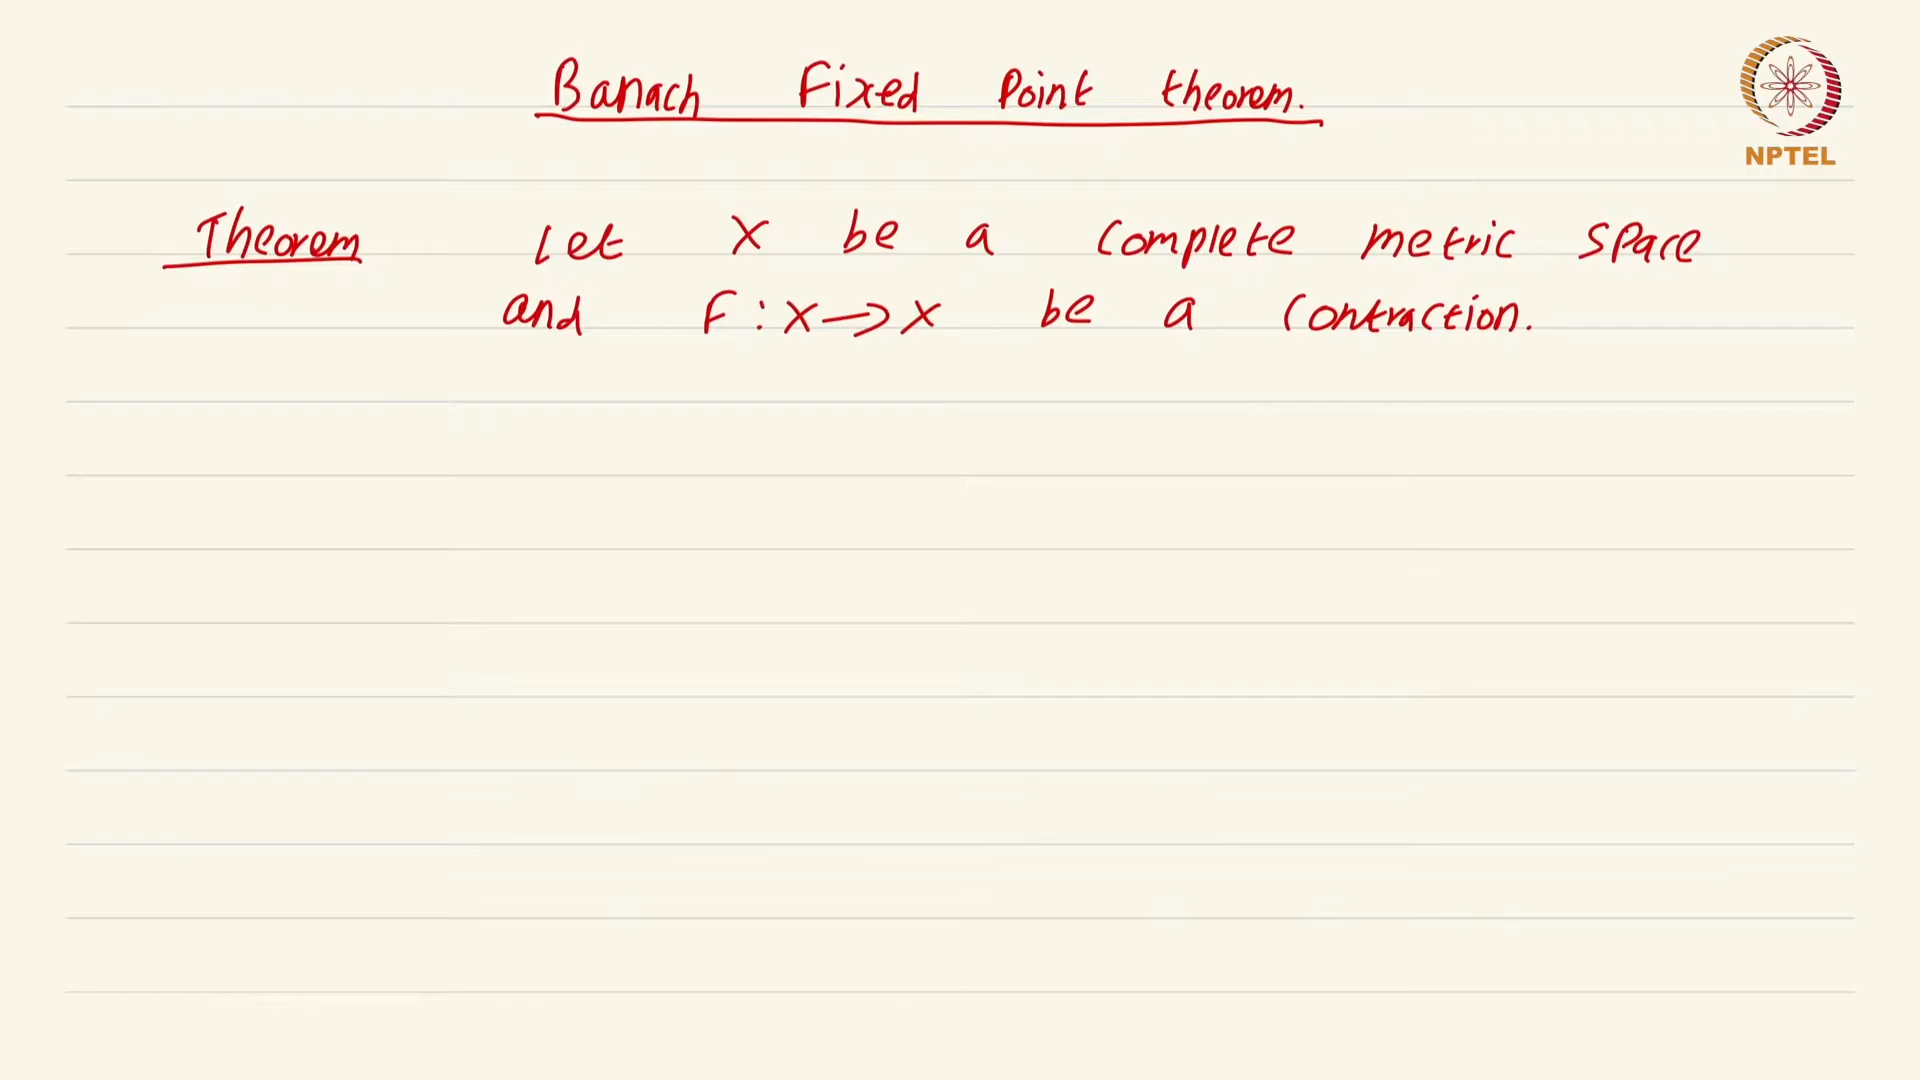 Banach Fixed Point theorem.
NPTEL
Theorem Let X be a complete metric space
and F : X → X be a contraction.